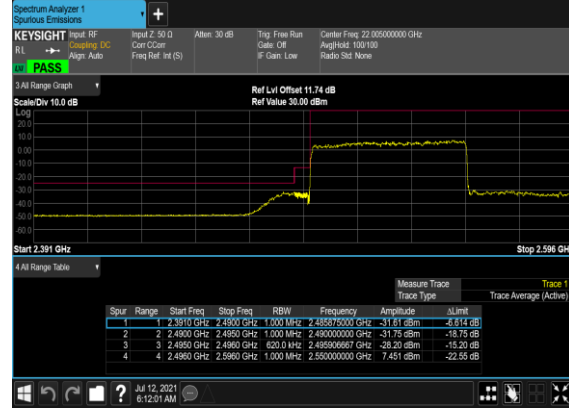 Spectrum Analyzer 1
Spurious Emissions
KEYSIGHT Input: RF Input Z: 50 Ω Atten: 30 dB Trig: Free Run Center Freq: 22.005000000 GHz
RL Coupling: DC Corr CCorr Gate: Off Avg|Hold: 100/100
Align: Auto Freq Ref: Int (S) IF Gain: Low Radio Std: None
PASS
3 All Range Graph
Ref Lvl Offset 11.74 dB
Scale/Div 10.0 dB Ref Value 30.00 dBm
Log
20.0
10.0
0.00
-10.0
-20.0
-30.0
-40.0
-50.0
-60.0
Start 2.391 GHz Stop 2.596 GH
4 All Range Table
Measure Trace Trace 1
Trace Type Trace Average (Active)
Spur Range Start Freq Stop Freq RBW Frequency Amplitude ΔLimit
1 1 2.3910 GHz 2.4900 GHz 1.000 MHz 2.485875000 GHz -31.61 dBm -6.614 dB
2 2 2.4900 GHz 2.4950 GHz 1.000 MHz 2.490000000 GHz -31.75 dBm -18.75 dB
3 3 2.4950 GHz 2.4960 GHz 620.0 kHz 2.495906667 GHz -28.20 dBm -15.20 dB
4 4 2.4960 GHz 2.5960 GHz 1.000 MHz 2.550000000 GHz 7.451 dBm -22.55 dB
? Jul 12, 2021
6:12:01 AM